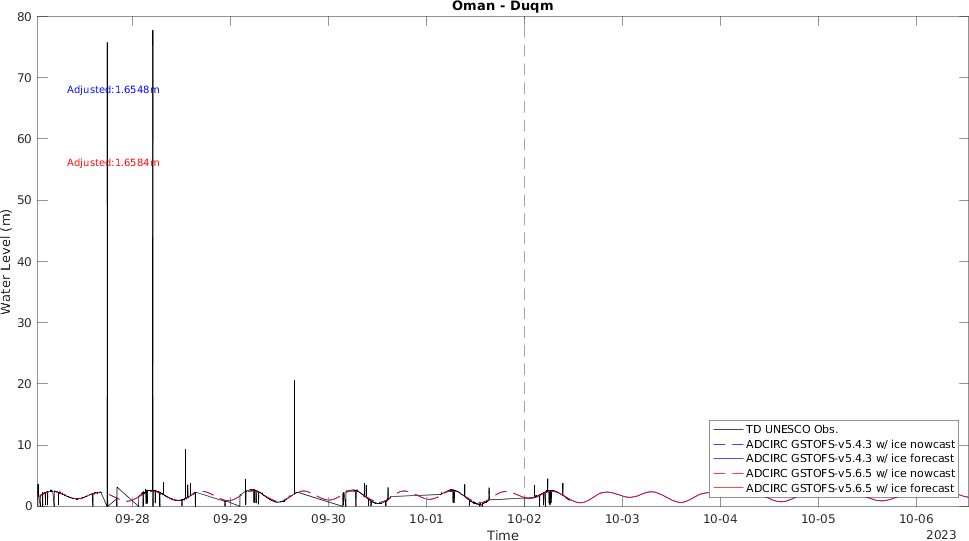 Oman - Duqm
80
70
60
50
40
30
20
10
0
Water Level (m)
Adjusted:1.6548m
Adjusted:1.6584m
TD UNESCO Obs.
ADCIRC GSTOFS-v5.4.3 w/ ice nowcast
ADCIRC GSTOFS-v5.4.3 w/ ice forecast
ADCIRC GSTOFS-v5.6.5 w/ ice nowcast
ADCIRC GSTOFS-v5.6.5 w/ ice forecast
09-28 09-29 09-30 10-01 10-02 10-03 10-04 10-05 10-06
Time
2023